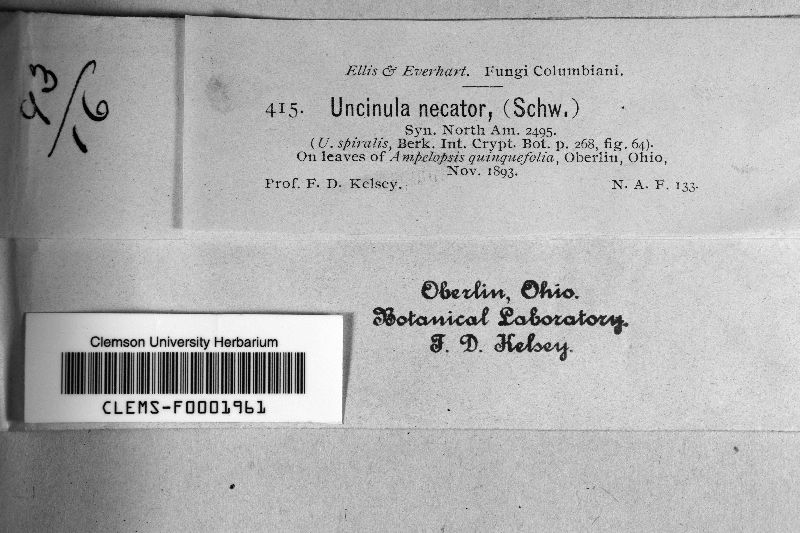 93/16
Ellis & Everhart. Fungi Columbiani.
415. Uncinula necator, (Schw.)
Syn. North Am. 2495.
(U. spiralis, Berk. Int. Crypt. Bot. p. 268, fig. 64).
On leaves of Ampelopsis quinquefolia, Oberlin, Ohio,
Nov. 1893.
Prof. F. D. Kelsey. N. A. F. 133.
Oberlin, Ohio.
Botanical Laboratory.
F. D. Kelsey.
Clemson University Herbarium
CLEMS-F0001961